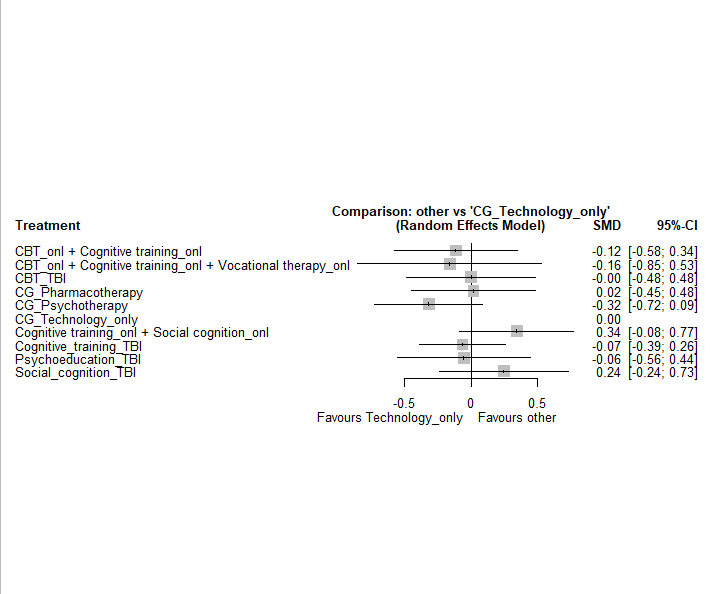 Comparison: other vs 'CG_Technology_only'
Treatment (Random Effects Model) SMD 95%-CI
CBT_onl + Cognitive training_onl -0.12 [-0.58; 0.34]
CBT_onl + Cognitive training_onl + Vocational therapy_onl -0.16 [-0.85; 0.53]
CBT_TBI -0.00 [-0.48; 0.48]
CG_Pharmacotherapy 0.02 [-0.45; 0.48]
CG_Psychotherapy -0.32 [-0.72; 0.09]
CG_Technology_only 0.00
Cognitive training_onl + Social cognition_onl 0.34 [-0.08; 0.77]
Cognitive_training_TBI -0.07 [-0.39; 0.26]
Psychoeducation_TBI -0.06 [-0.56; 0.44]
Social_cognition_TBI 0.24 [-0.24; 0.73]
-0.5 0 0.5
Favours Technology_only Favours other